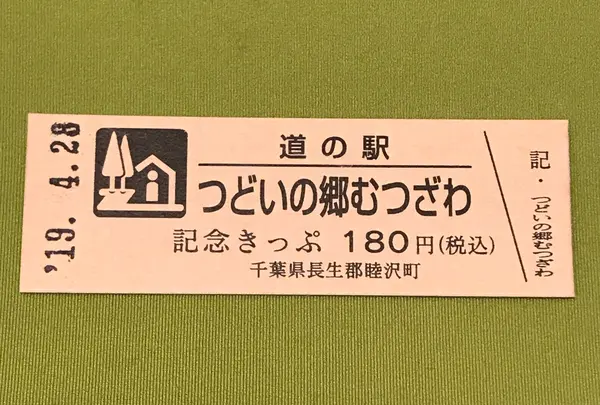 '19. 4. 28
道の駅
つどいの郷むつざわ
記念きっぷ 180円(税込)
千葉県長生郡睦沢町
記・つどいの郷むつざわ